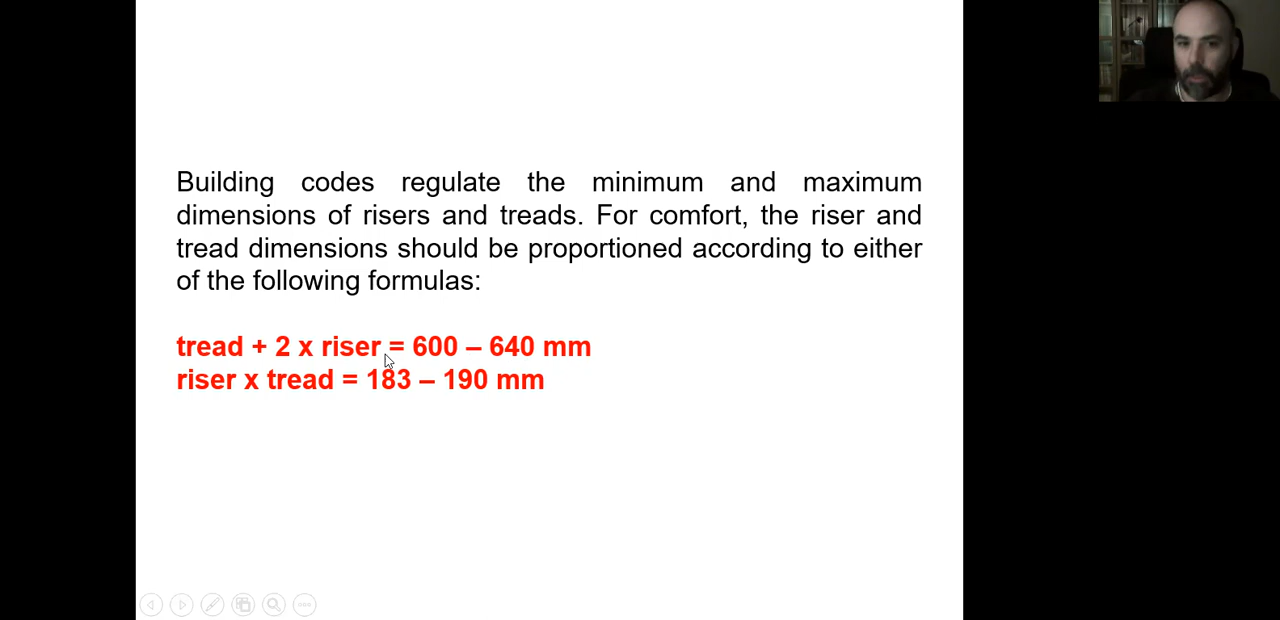 Building codes regulate the minimum and maximum
dimensions of risers and treads. For comfort, the riser and
tread dimensions should be proportioned according to either
of the following formulas:
tread + 2 x riser = 600 – 640 mm
riser x tread = 183 – 190 mm